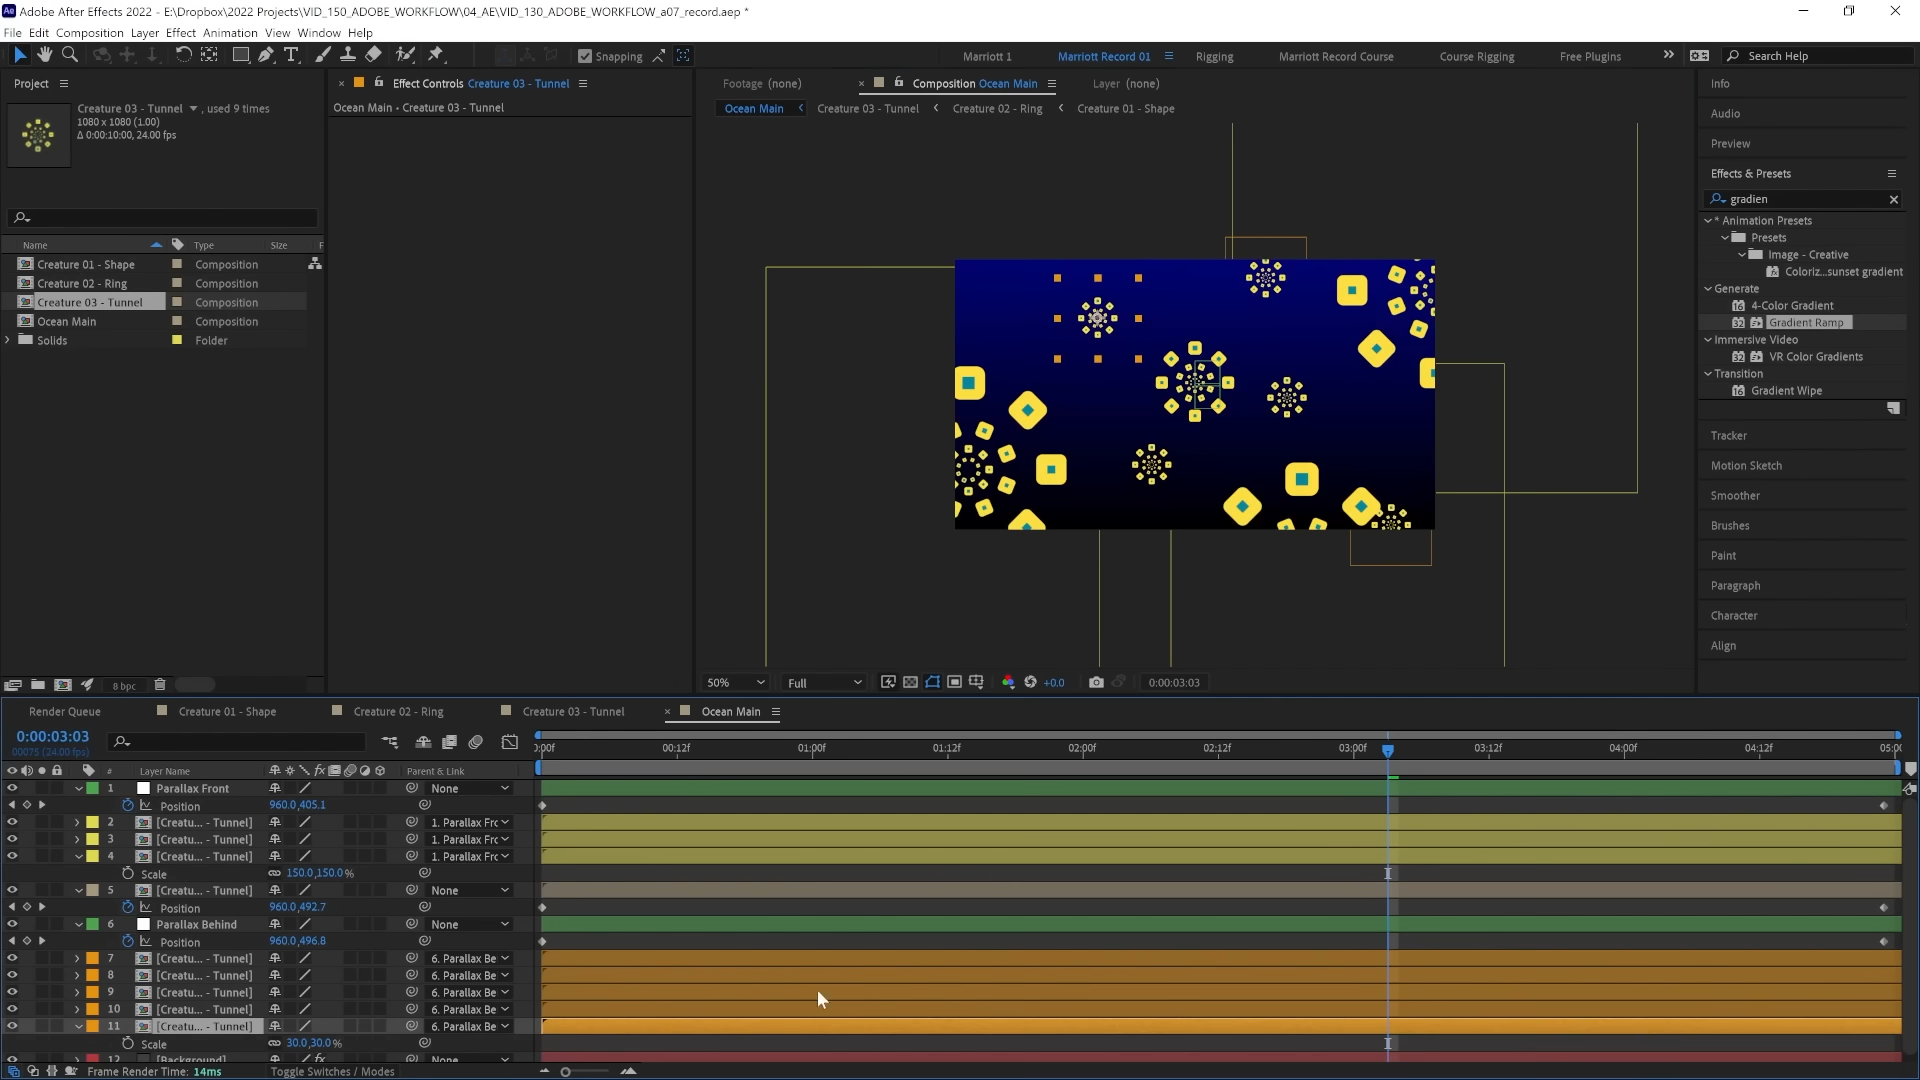 Adobe After Effects 2022 - E:\Dropbox\2022 Projects\VID_150_ADOBE_WORKFLOW\04_AE\VID_130_ADOBE_WORKFLOW_a07_record.aep *
File Edit Composition Layer Effect Animation View Window Help
Snapping Marriott 1 Marriott Record 01 Rigging Marriott Record Course Course Rigging Free Plugins Search Help
Project
Creature 03 - Tunnel , used 9 times
1080 x 1080 (1.00)
Δ 0:00:10:00, 24.00 fps
Name Type Size F
Creature 01 - Shape Composition
Creature 02 - Ring Composition
Creature 03 - Tunnel Composition
Ocean Main Composition
Solids Folder
8 bpc
Effect Controls Creature 03 - Tunnel
Ocean Main • Creature 03 - Tunnel
Footage (none) Composition Ocean Main Layer (none)
Ocean Main Creature 03 - Tunnel Creature 02 - Ring Creature 01 - Shape
50% Full +0.0 0:00:03:03
Info
Audio
Preview
Effects & Presets
gradien
* Animation Presets
Presets
Image - Creative
Coloriz...sunset gradient
Generate
4-Color Gradient
32 Gradient Ramp
Immersive Video
32 VR Color Gradients
Transition
Gradient Wipe
Tracker
Motion Sketch
Smoother
Brushes
Paint
Paragraph
Character
Align
Render Queue Creature 01 - Shape Creature 02 - Ring Creature 03 - Tunnel Ocean Main
0:00:03:03
00075 (24.00 fps)
:00f 00:12f 01:00f 01:12f 02:00f 02:12f 03:00f 03:12f 04:00f 04:12f 05:00
# Layer Name Parent & Link
1 Parallax Front None
Position 960.0,405.1
2 [Creatu... - Tunnel] 1. Parallax Frc
3 [Creatu... - Tunnel] 1. Parallax Frc
4 [Creatu... - Tunnel] 1. Parallax Frc
Scale 150.0,150.0%
5 [Creatu... - Tunnel] None
Position 960.0,492.7
6 Parallax Behind None
Position 960.0,496.8
7 [Creatu... - Tunnel] 6. Parallax Be
8 [Creatu... - Tunnel] 6. Parallax Be
9 [Creatu... - Tunnel] 6. Parallax Be
10 [Creatu... - Tunnel] 6. Parallax Be
11 [Creatu... - Tunnel] 6. Parallax Be
Scale 30.0,30.0%
12 [Background] fx None
Frame Render Time: 14ms Toggle Switches / Modes